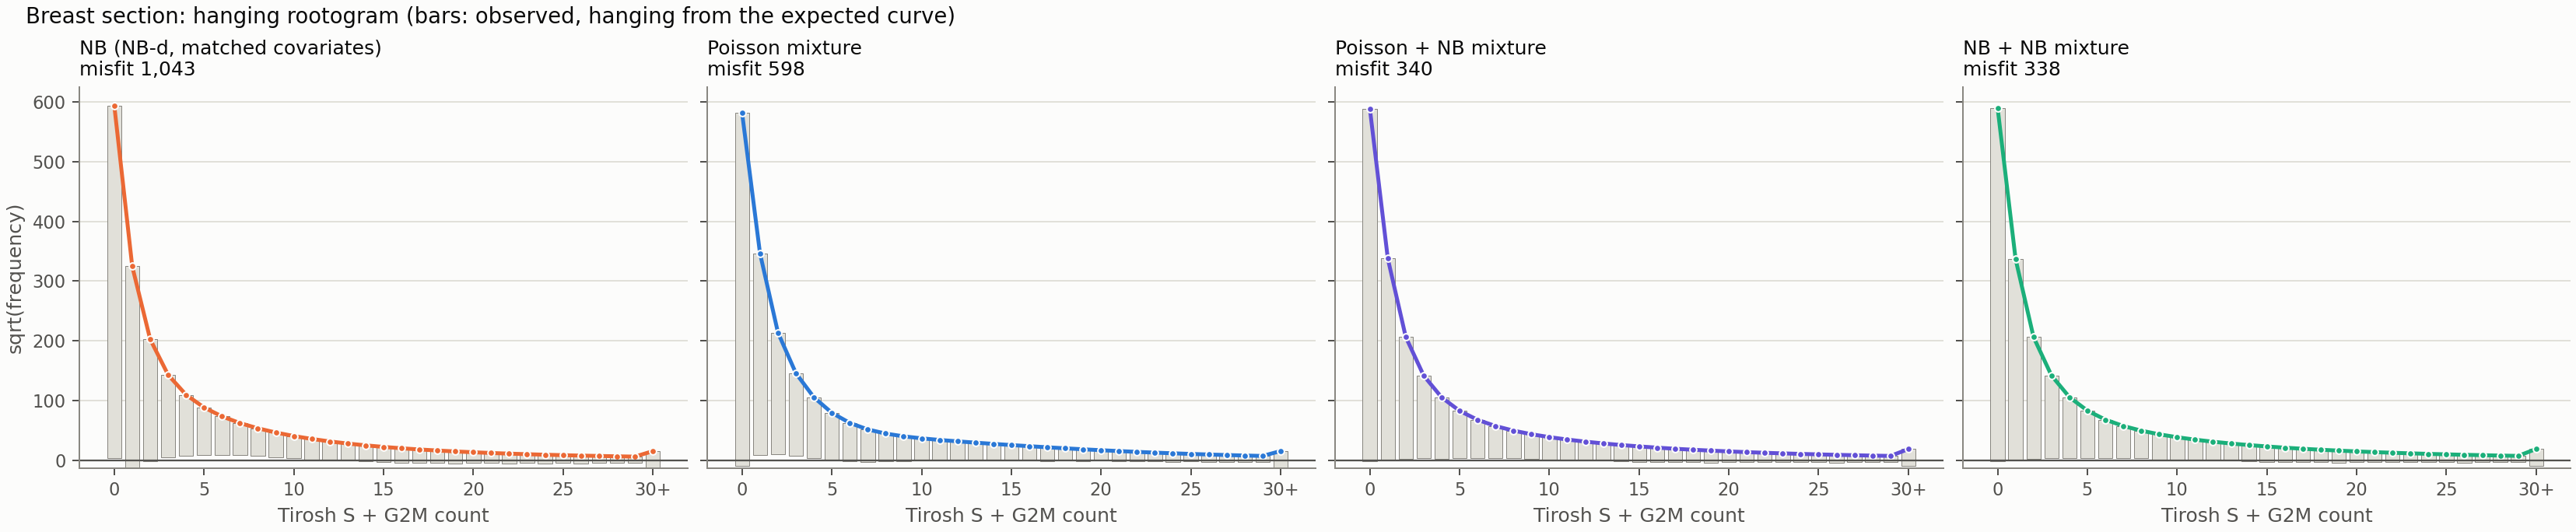 Breast section: hanging rootogram (bars: observed, hanging from the expected curve)
NB (NB-d, matched covariates)
misfit 1,043
Poisson mixture
misfit 598
Poisson + NB mixture
misfit 340
NB + NB mixture
misfit 338
sqrt(frequency)
600
500
400
300
200
100
0
0 5 10 15 20 25 30+
0 5 10 15 20 25 30+
0 5 10 15 20 25 30+
0 5 10 15 20 25 30+
Tirosh S + G2M count
Tirosh S + G2M count
Tirosh S + G2M count
Tirosh S + G2M count